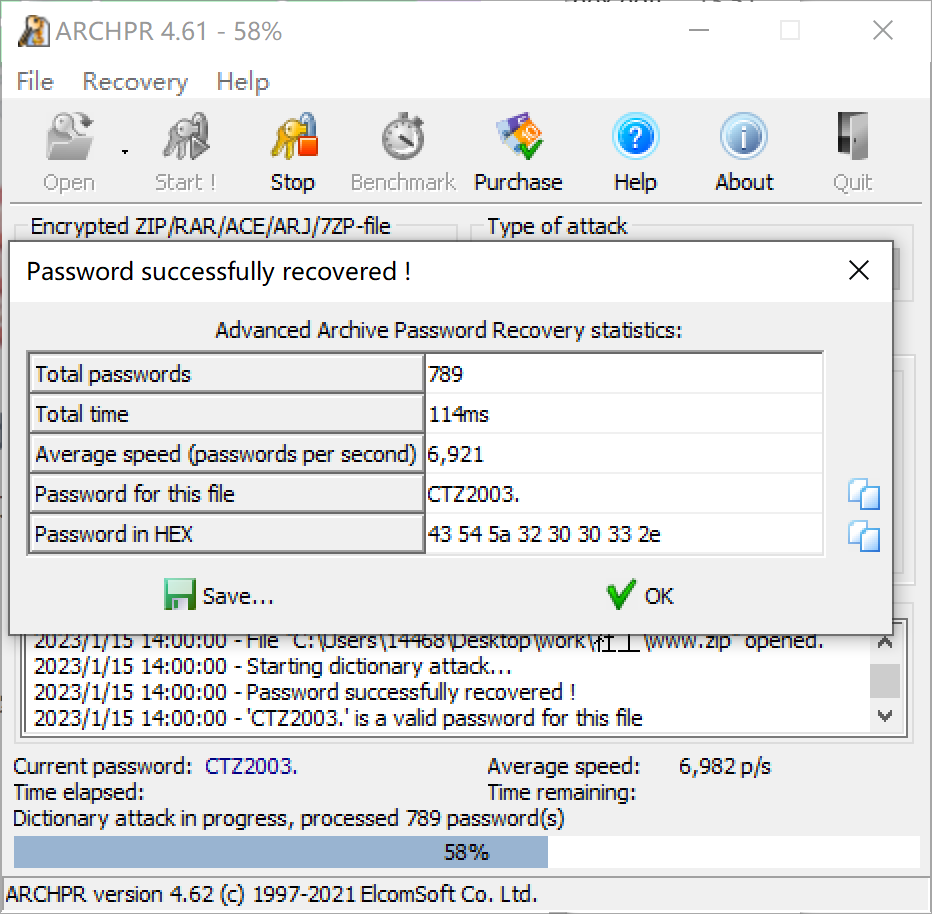 ARCHPR 4.61 - 58%
File Recovery Help
Open Start ! Stop Benchmark Purchase Help About Quit
Encrypted ZIP/RAR/ACE/ARJ/7ZP-file Type of attack
Password successfully recovered !
Advanced Archive Password Recovery statistics:
Total passwords 789
Total time 114ms
Average speed (passwords per second) 6,921
Password for this file CTZ2003.
Password in HEX 43 54 5a 32 30 30 33 2e
Save... OK
2023/1/15 14:00:00 - File "C:\Users\14468\Desktop\work\社工\www.zip" opened.
2023/1/15 14:00:00 - Starting dictionary attack...
2023/1/15 14:00:00 - Password successfully recovered !
2023/1/15 14:00:00 - 'CTZ2003.' is a valid password for this file
Current password: CTZ2003. Average speed: 6,982 p/s
Time elapsed: Time remaining:
Dictionary attack in progress, processed 789 password(s)
58%
ARCHPR version 4.62 (c) 1997-2021 ElcomSoft Co. Ltd.